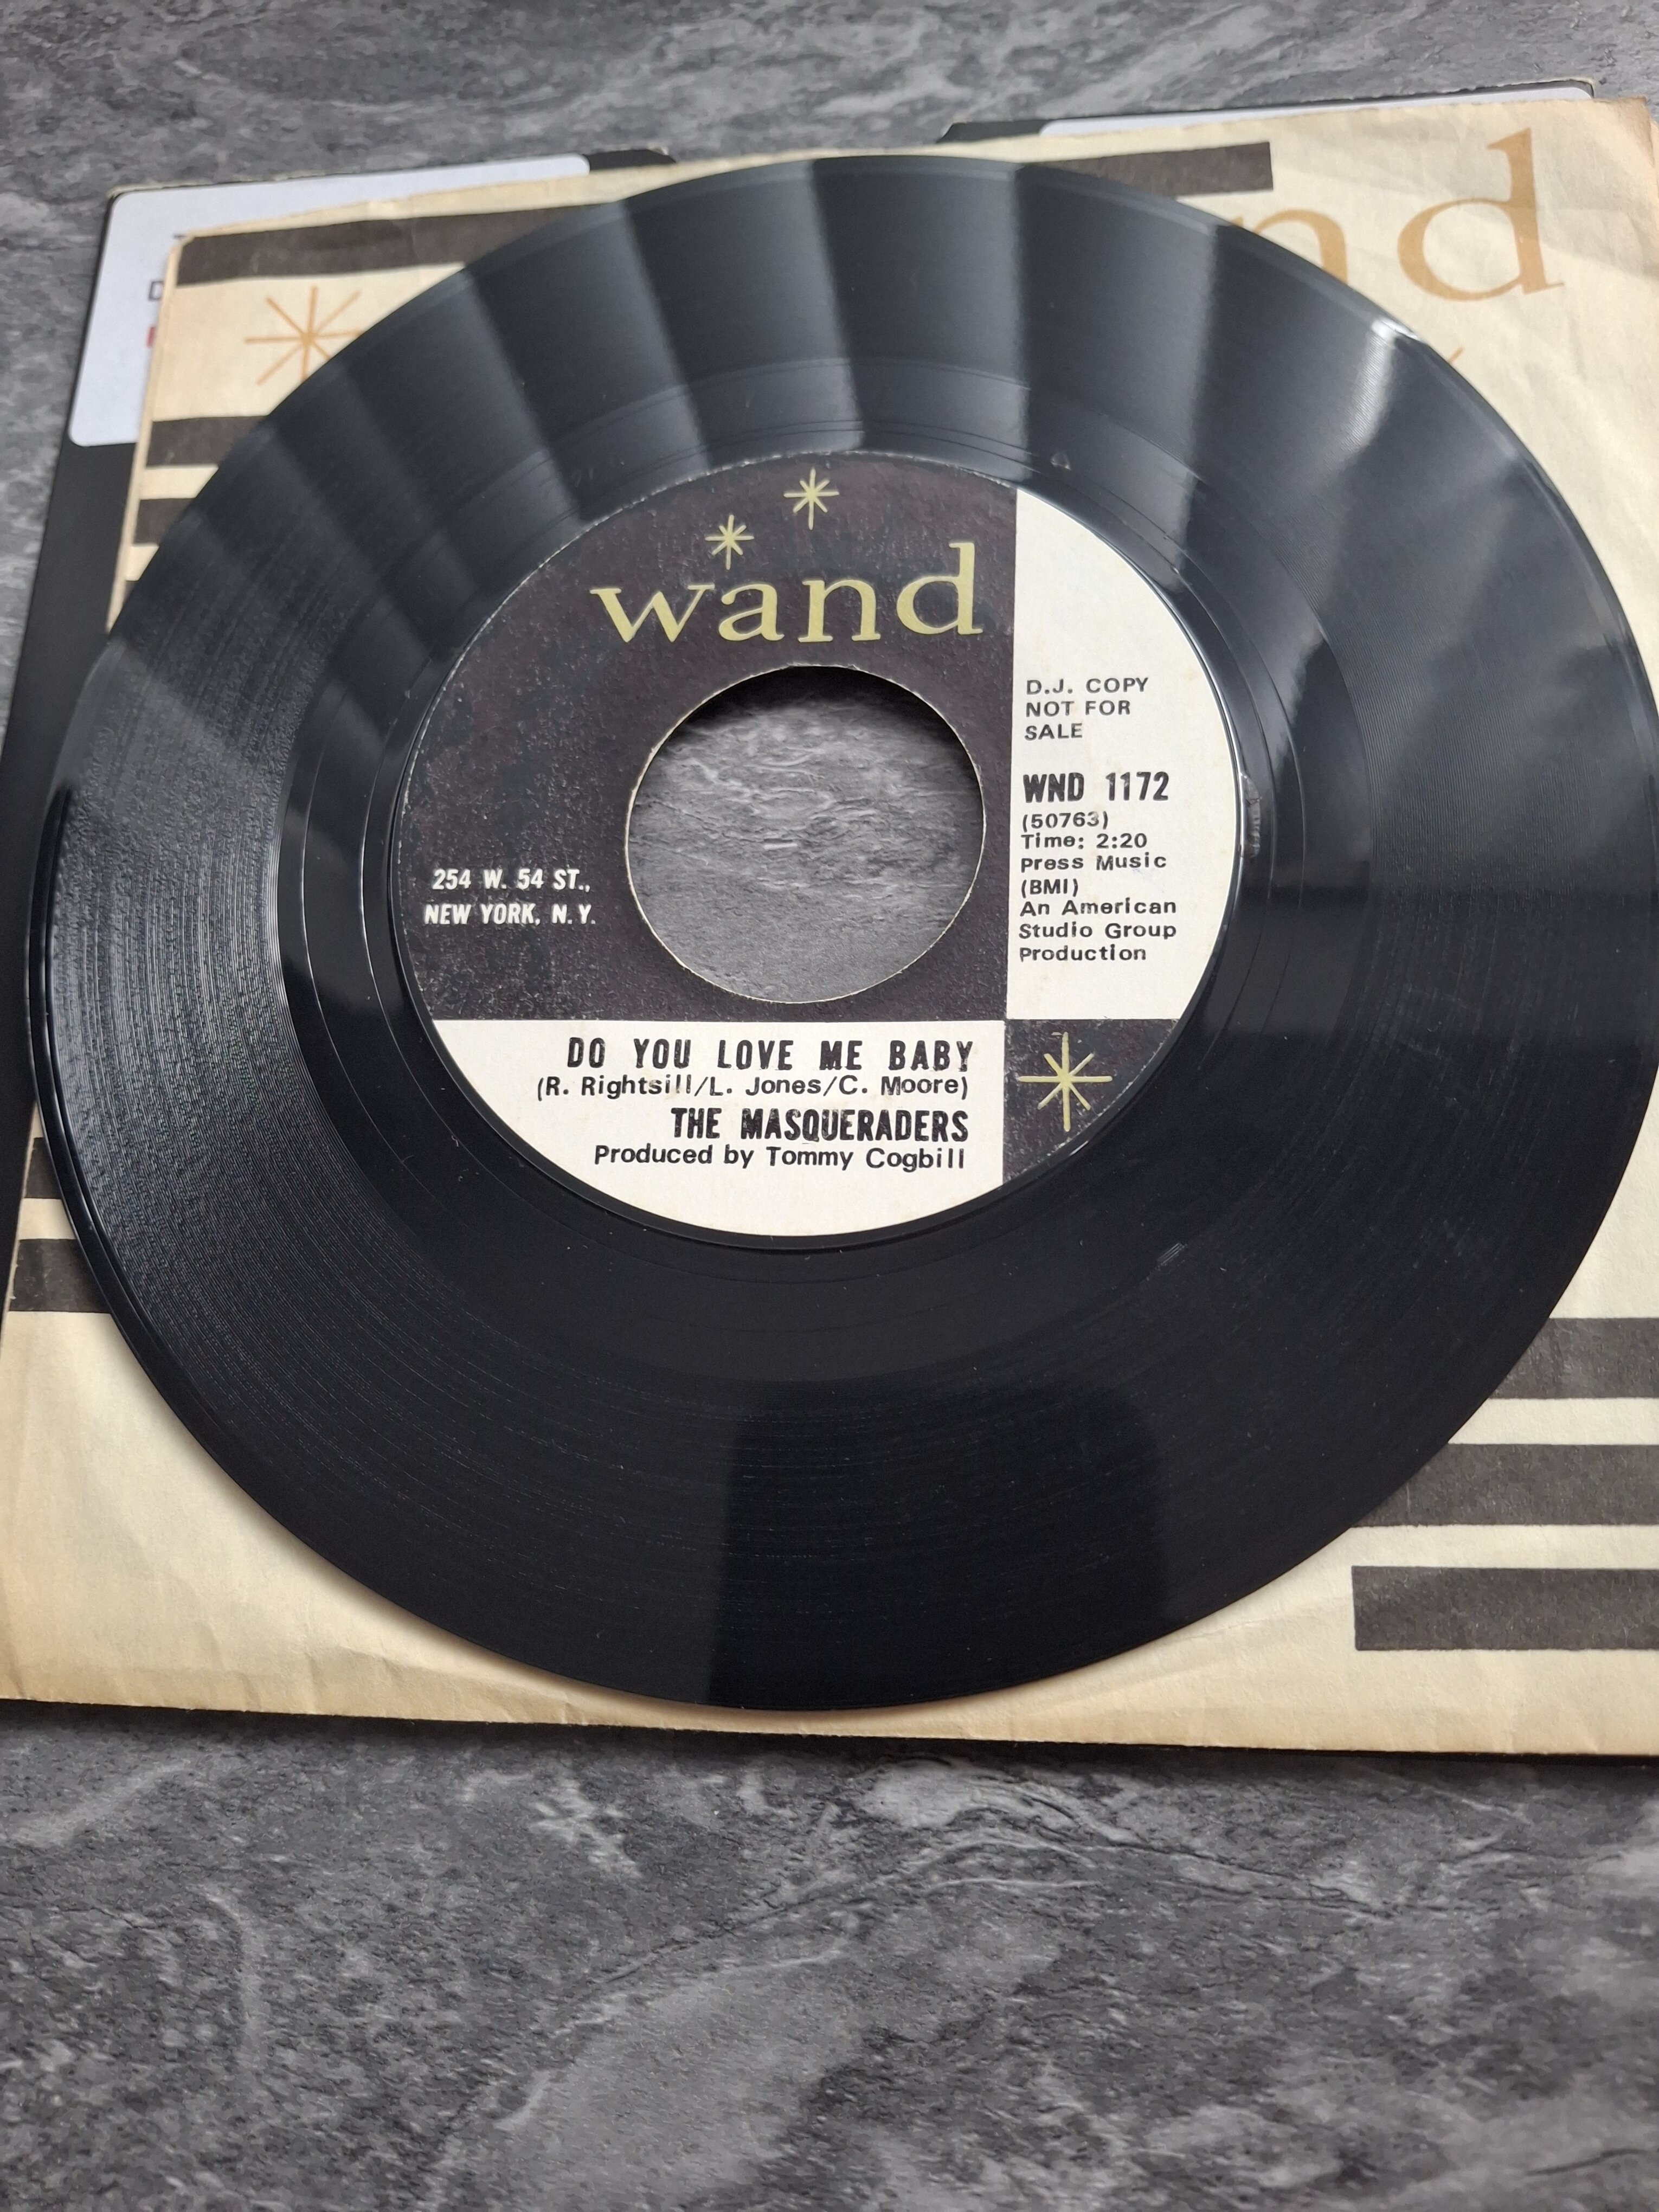 nd
D
wand
D.J. COPY
NOT FOR
SALE
WND 1172
(50763)
Time: 2:20
Press Music
(BMI)
An American
Studio Group
Production
254 W. 54 ST.,
NEW YORK, N.Y.
DO YOU LOVE ME BABY
(R. Rightsill/L. Jones/C. Moore)
THE MASQUERADERS
Produced by Tommy Cogbill